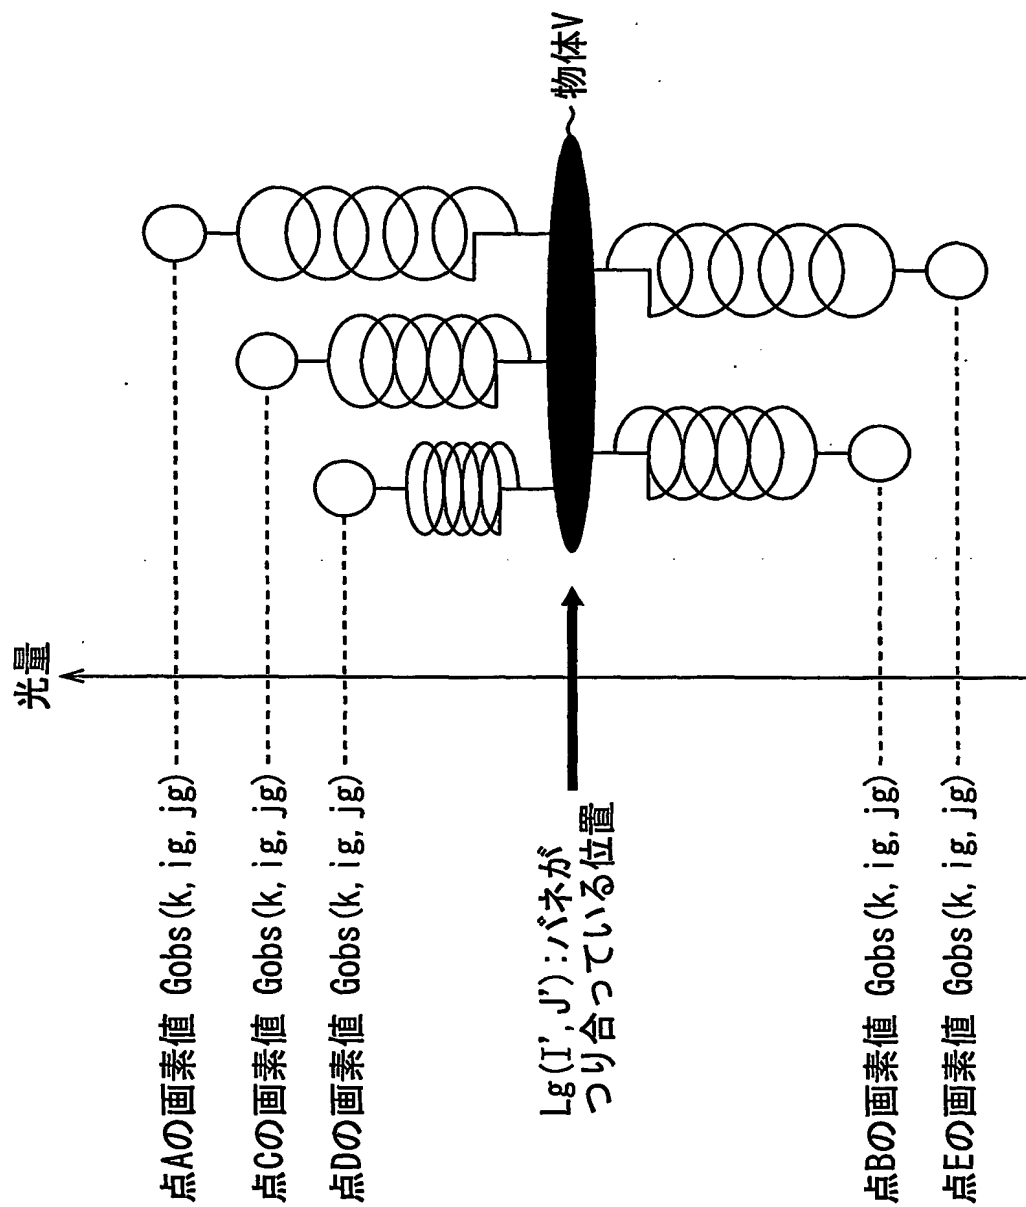 光量
物体V
点Aの画素値 Gobs(k, ig, jg)
点Cの画素値 Gobs(k, ig, jg)
点Dの画素値 Gobs(k, ig, jg)
Lg(I', J'):バネが
つり合っている位置
点Bの画素値 Gobs(k, ig, jg)
点Eの画素値 Gobs(k, ig, jg)